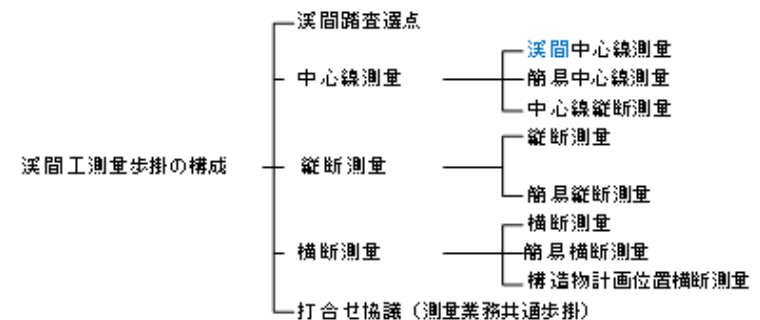 溪間踏査選点
溪間中心線測量
中心線測量
簡易中心線測量
中心線縦断測量
縦断測量
溪間工測量歩掛の構成
縦断測量
簡易縦断測量
横断測量
横断測量
簡易横断測量
構造物計画位置横断測量
打合せ協議（測量業務共通歩掛）